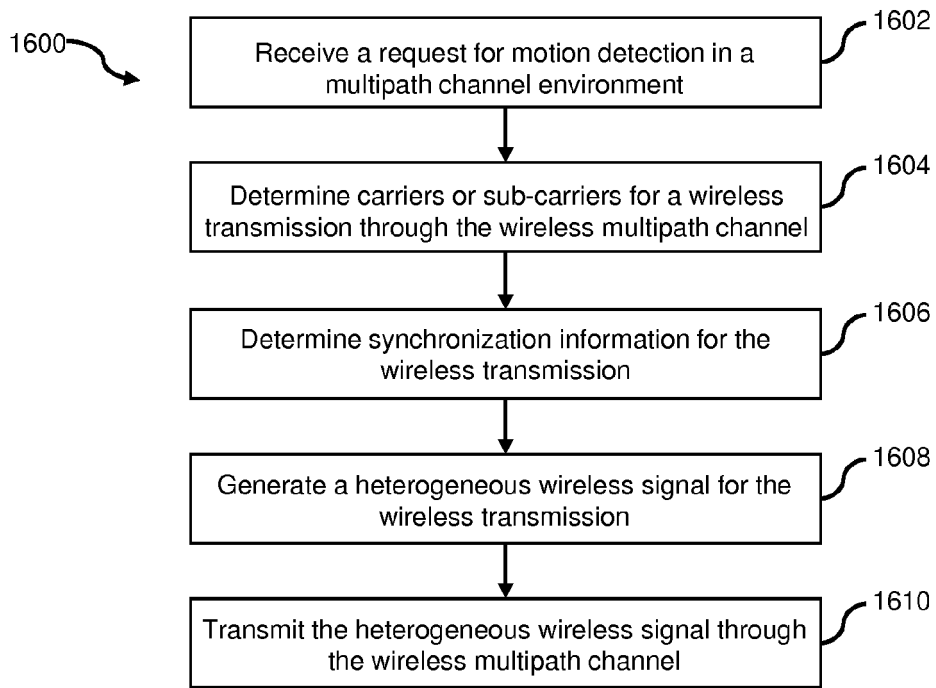 1600
1602
Receive a request for motion detection in a
multipath channel environment
1604
Determine carriers or sub-carriers for a wireless
transmission through the wireless multipath channel
1606
Determine synchronization information for the
wireless transmission
1608
Generate a heterogeneous wireless signal for the
wireless transmission
1610
Transmit the heterogeneous wireless signal through
the wireless multipath channel